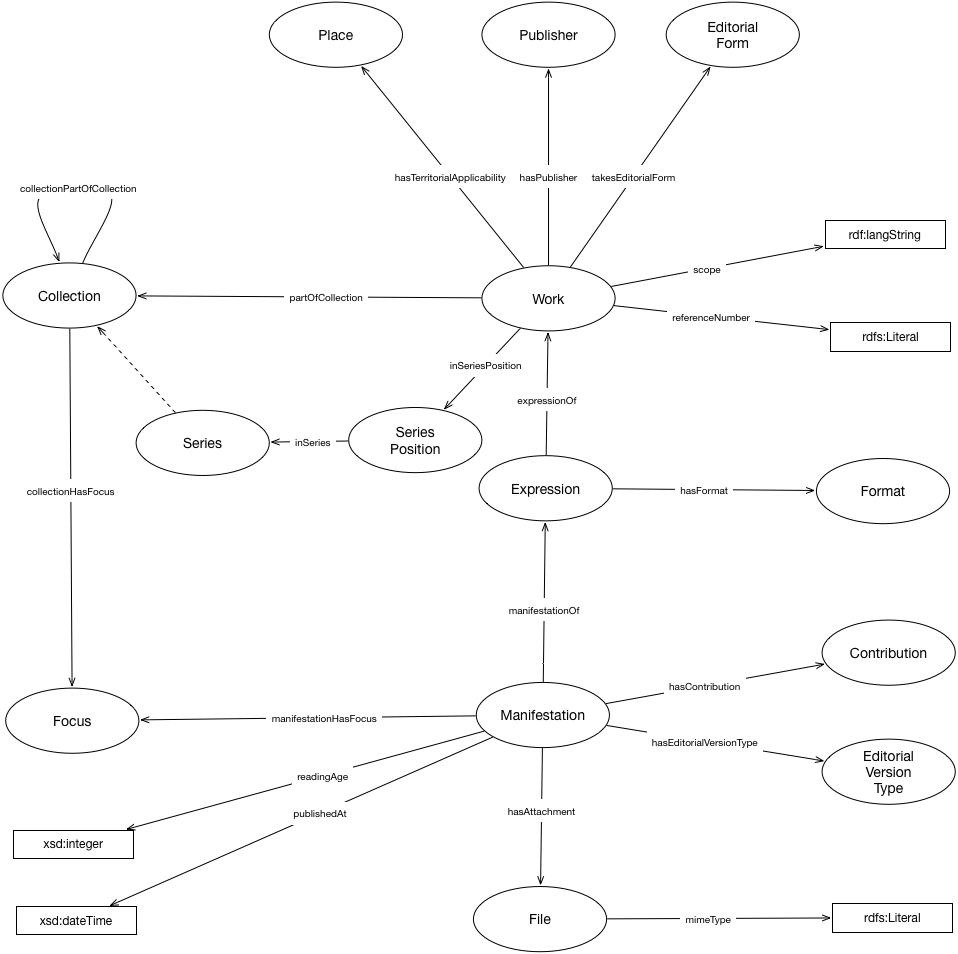 Place
Publisher
Editorial
Form
hasTerritorialApplicability
hasPublisher
takesEditorialForm
collectionPartOfCollection
rdf:langString
scope
Collection
partOfCollection
Work
referenceNumber
rdfs:Literal
inSeriesPosition
expressionOf
Series
inSeries
Series
Position
collectionHasFocus
Expression
hasFormat
Format
manifestationOf
Contribution
hasContribution
Focus
manifestationHasFocus
Manifestation
hasEditorialVersionType
Editorial
Version
Type
readingAge
publishedAt
hasAttachment
xsd:integer
xsd:dateTime
File
mimeType
rdfs:Literal